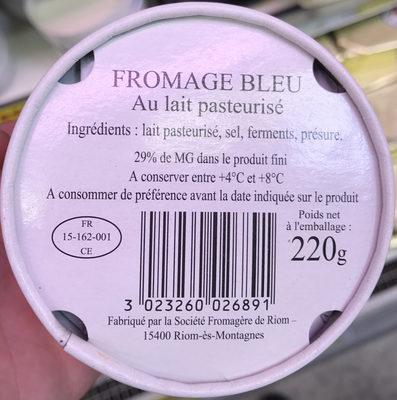 FROMAGE BLEU
Au lait pasteurisé
Ingrédients : lait pasteurisé, sel, ferments, présure.
29% de MG dans le produit fini
A conserver entre +4°C et +8°C
A consommer de préférence avant la date indiquée sur le produit
FR
15-162-001
CE
Poids net
à l'emballage :
220g
3 023260 026891
Fabriqué par la Société Fromagère de Riom –
15400 Riom-ès-Montagnes